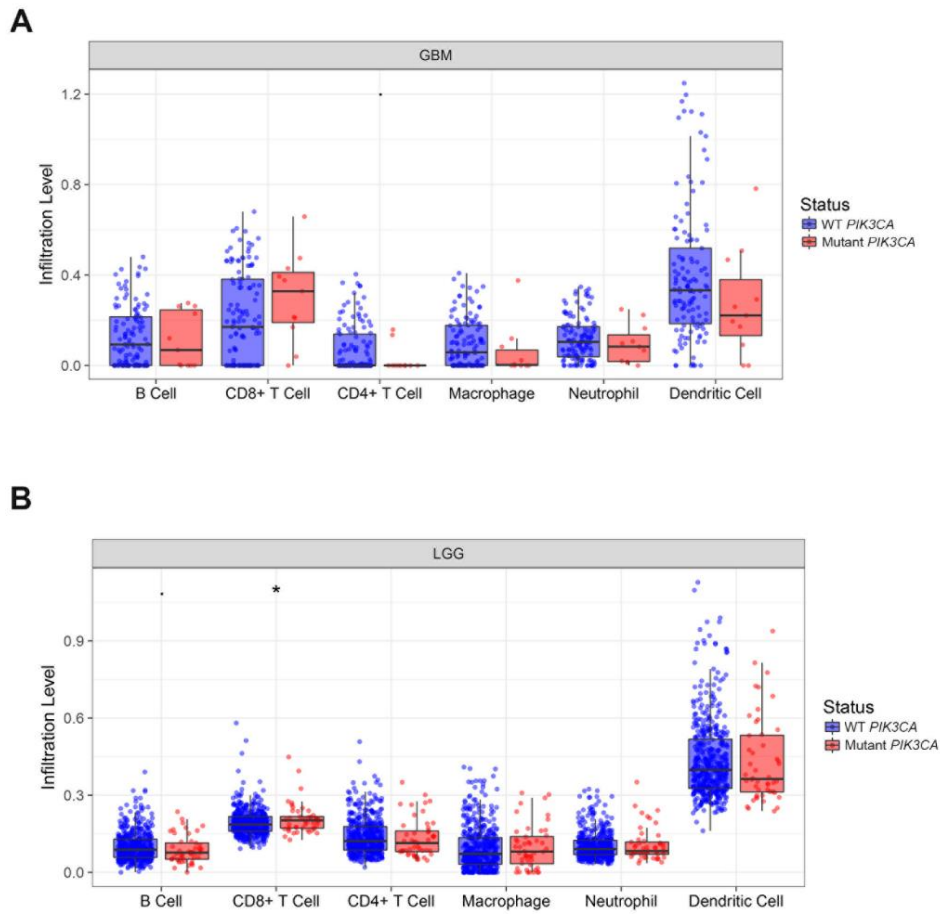 A
GBM
Infiltration Level
1.2
0.8
0.4
0.0
B Cell
CD8+ T Cell
CD4+ T Cell
Macrophage
Neutrophil
Dendritic Cell
Status
WT PIK3CA
Mutant PIK3CA
B
LGG
*
Infiltration Level
0.9
0.6
0.3
0.0
B Cell
CD8+ T Cell
CD4+ T Cell
Macrophage
Neutrophil
Dendritic Cell
Status
WT PIK3CA
Mutant PIK3CA